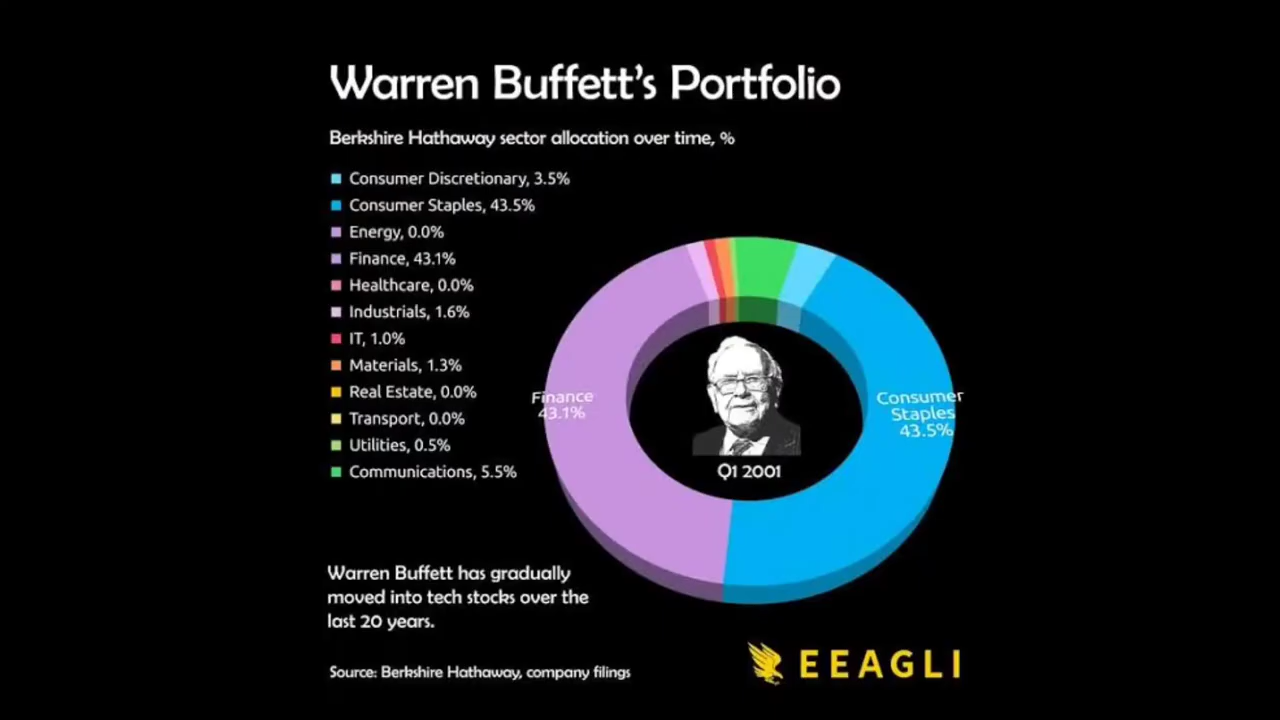 Warren Buffett's Portfolio
Berkshire Hathaway sector allocation over time, %
Consumer Discretionary, 3.5%
Consumer Staples, 43.5%
Energy, 0.0%
Finance, 43.1%
Healthcare, 0.0%
Industrials, 1.6%
IT, 1.0%
Materials, 1.3%
Real Estate, 0.0%
Transport, 0.0%
Utilities, 0.5%
Communications, 5.5%
Finance
43.1%
Consumer
Staples
43.5%
Q1 2001
Warren Buffett has gradually
moved into tech stocks over the
last 20 years.
Source: Berkshire Hathaway, company filings
EEAGLI